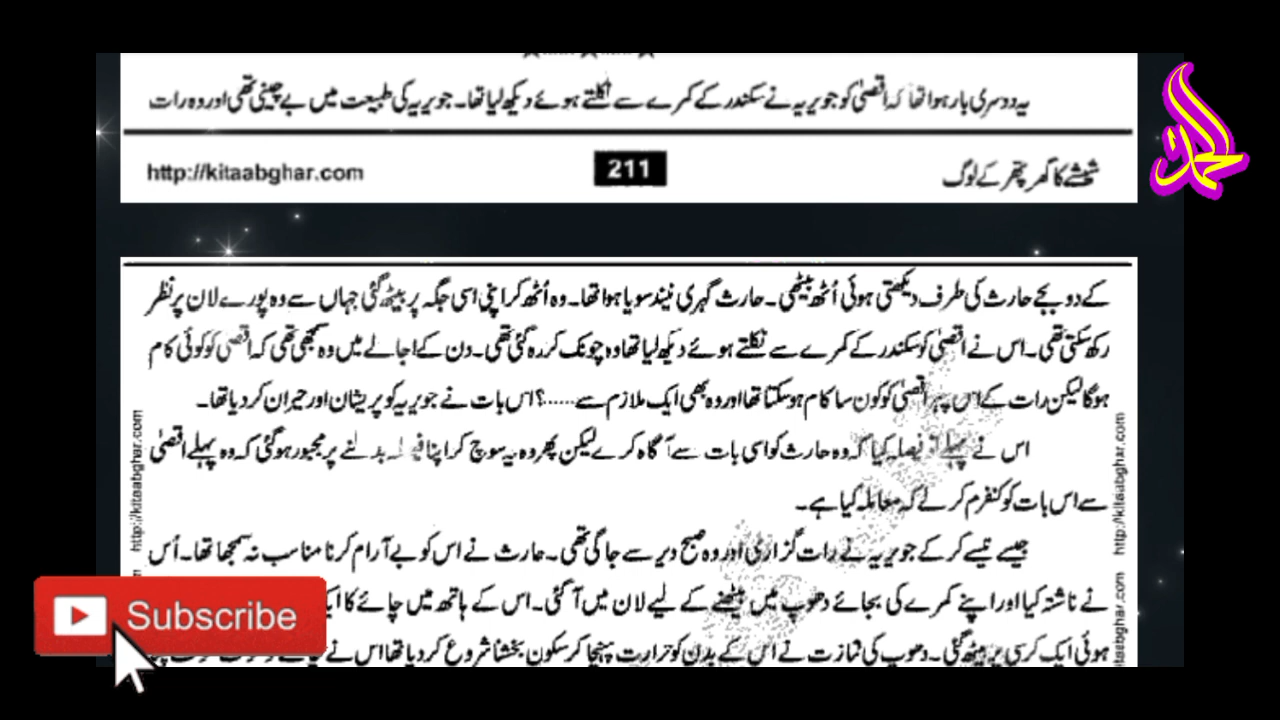 یہ دوسری بار ہوا تھا کہ اقصیٰ کو جویریہ نے سکندر کے کمرے سے نکلتے ہوئے دیکھ لیا تھا۔ جویریہ کی طبیعت میں بے چینی تھی اور وہ رات
http://kitaabghar.com
211
شیشے کا گھر پتھر کے لوگ
الحمد
کے دو بجے حارث کی طرف دیکھتی ہوئی اُٹھ بیٹھی۔ حارث گہری نیند سویا ہوا تھا۔ وہ اُٹھ کر اپنی اسی جگہ پر بیٹھ گئی جہاں سے وہ پورے لان پر نظر
رکھ سکتی تھی۔ اس نے اقصیٰ کو سکندر کے کمرے سے نکلتے ہوئے دیکھ لیا تھا وہ چونک کر رہ گئی تھی۔ دن کے اجالے میں وہ سمجھی تھی کہ اقصیٰ کو کوئی کام
ہو گا لیکن رات کے اس پہر اقصیٰ کو کون سا کام ہو سکتا تھا اور وہ بھی ایک ملازم سے......؟ اس بات نے جویریہ کو پریشان اور حیران کر دیا تھا۔
اس نے پہلے تو فیصلہ کیا کہ وہ حارث کو اسی بات سے آگاہ کرے لیکن پھر وہ یہ سوچ کر اپنا فیصلہ بدلنے پر مجبور ہو گئی کہ وہ پہلے اقصیٰ
سے اس بات کو کنفرم کر لے کہ معاملہ کیا ہے۔
جیسے تیسے کر کے جویریہ نے رات گزاری اور وہ صبح دیر سے جاگی تھی۔ حارث نے اس کو بے آرام کرنا مناسب نہ سمجھا تھا۔ اُس
نے ناشتہ کیا اور اپنے کمرے کی بجائے دھوپ میں بیٹھنے کے لیے لان میں آ گئی۔ اس کے ہاتھ میں چائے کا
ہوئی ایک کرسی پر بیٹھ گئی۔ دھوپ کی تمازت نے اس کے بدن کو حرارت پہنچا کر سکون بخشنا شروع کر دیا تھا اس نے
http://kitaabghar.com
http://kitaabghar.com
Subscribe